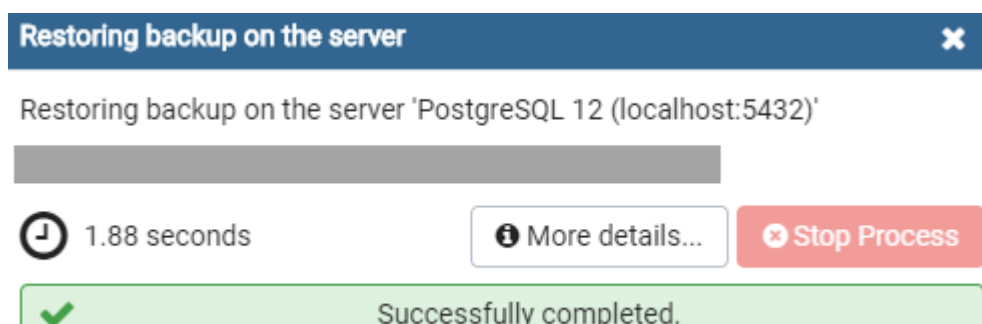 Restoring backup on the server
Restoring backup on the server 'PostgreSQL 12 (localhost:5432)'
1.88 seconds More details... Stop Process
Successfully completed.